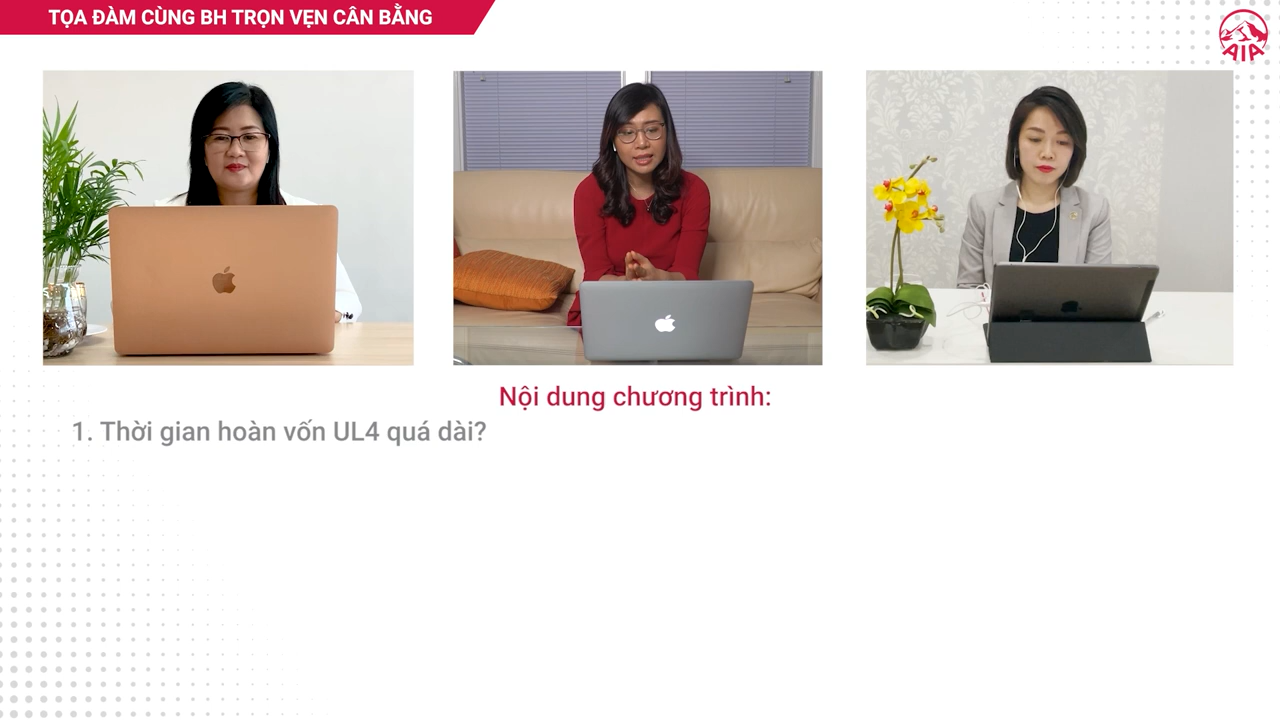 TỌA ĐÀM CÙNG BH TRỌN VẸN CÂN BẰNG
AIA
Nội dung chương trình:
1. Thời gian hoàn vốn UL4 quá dài?